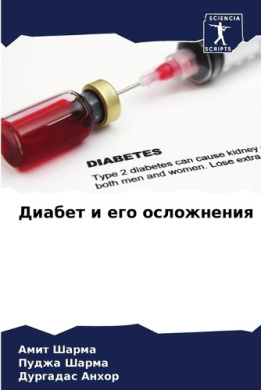 SCIENCIA
SCRIPTS
DIABETES
Type 2 diabetes can cause kidney
both men and women. Lose extra
Диабет и его осложнения
Амит Шарма
Пуджа Шарма
Дургадас Анхор